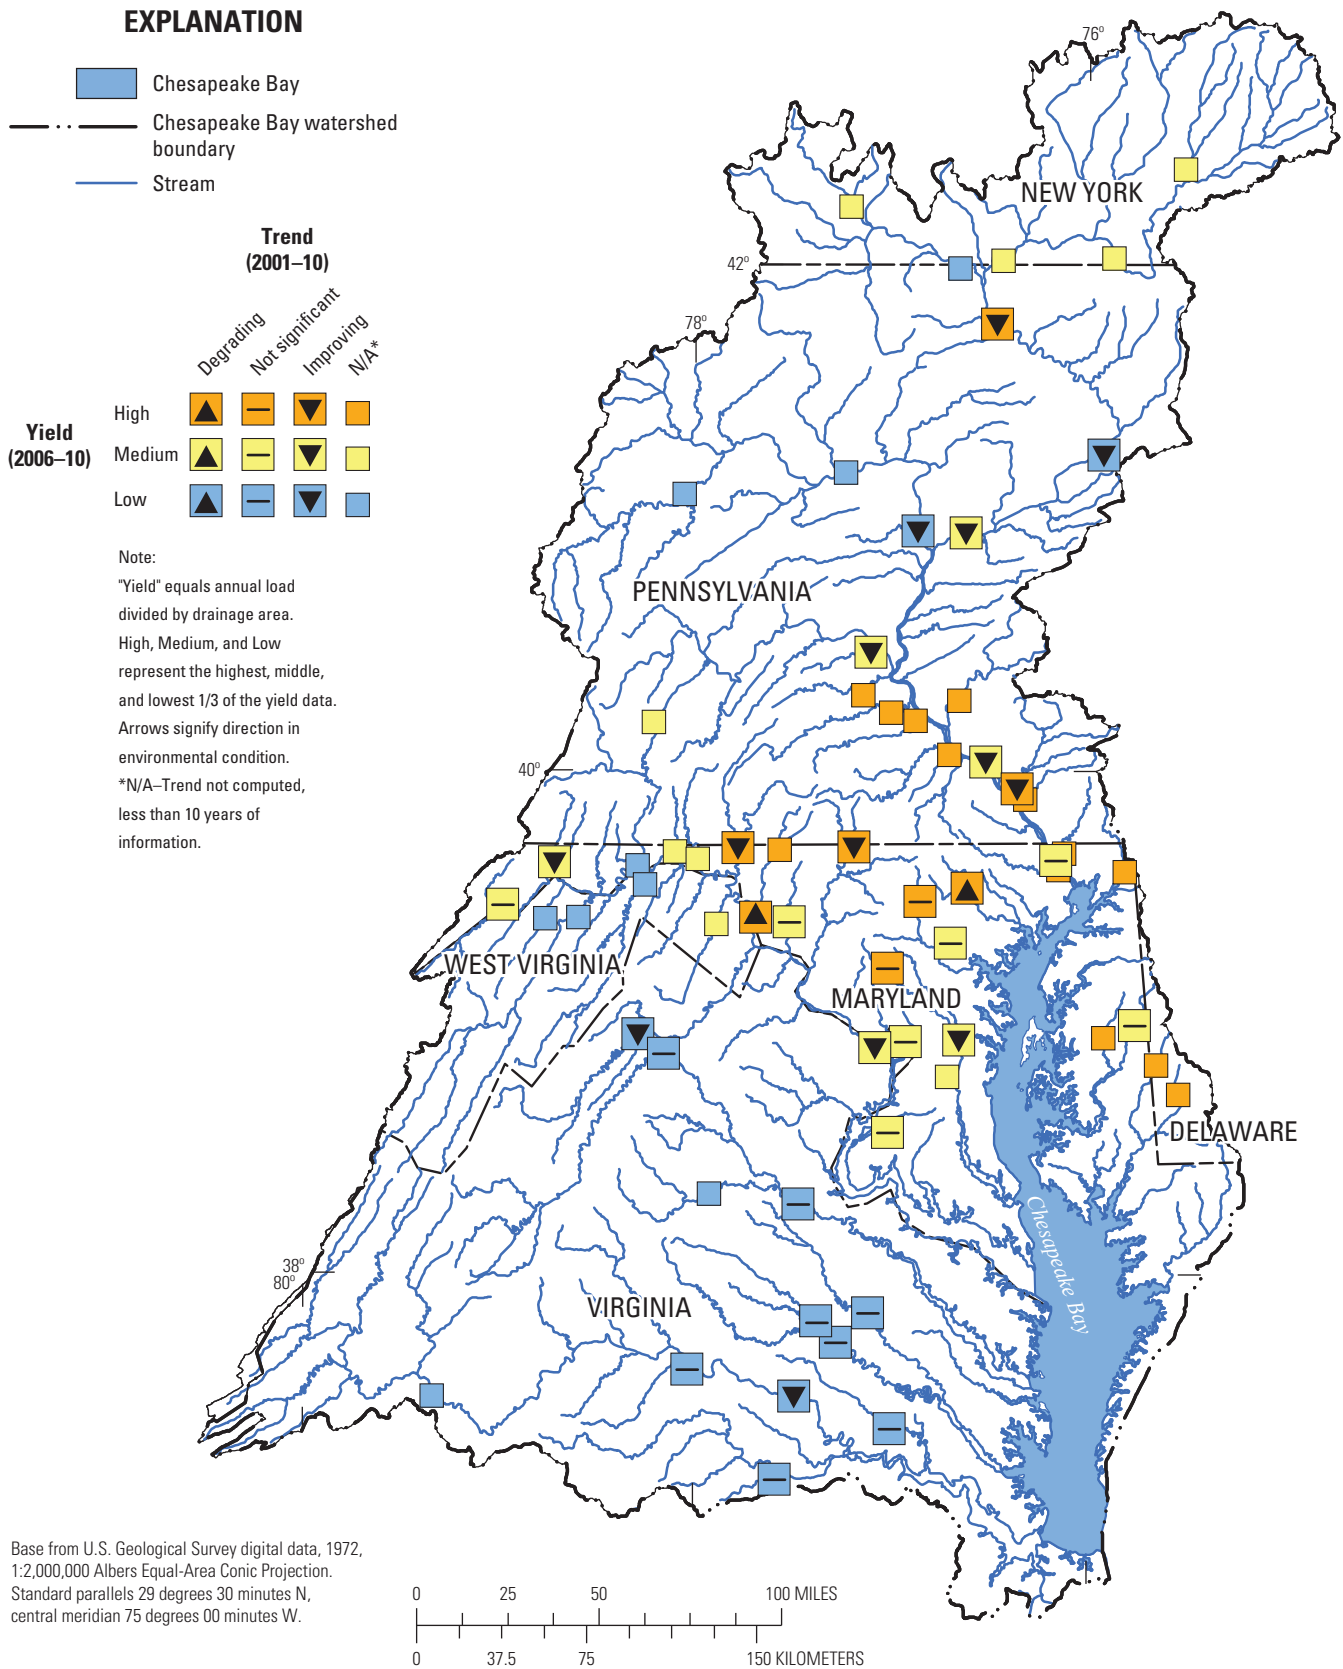 EXPLANATION
Chesapeake Bay
Chesapeake Bay watershed
boundary
Stream
Trend
(2001–10)
Degrading
Not significant
Improving
N/A*
Yield
(2006–10)
High
Medium
Low
Note:
"Yield" equals annual load
divided by drainage area.
High, Medium, and Low
represent the highest, middle,
and lowest 1/3 of the yield data.
Arrows signify direction in
environmental condition.
*N/A–Trend not computed,
less than 10 years of
information.
76°
NEW YORK
42°
78°
PENNSYLVANIA
40°
WEST VIRGINIA
MARYLAND
DELAWARE
Chesapeake Bay
38°
80°
VIRGINIA
Base from U.S. Geological Survey digital data, 1972,
1:2,000,000 Albers Equal-Area Conic Projection.
Standard parallels 29 degrees 30 minutes N,
central meridian 75 degrees 00 minutes W.
0 25 50 100 MILES
0 37.5 75 150 KILOMETERS